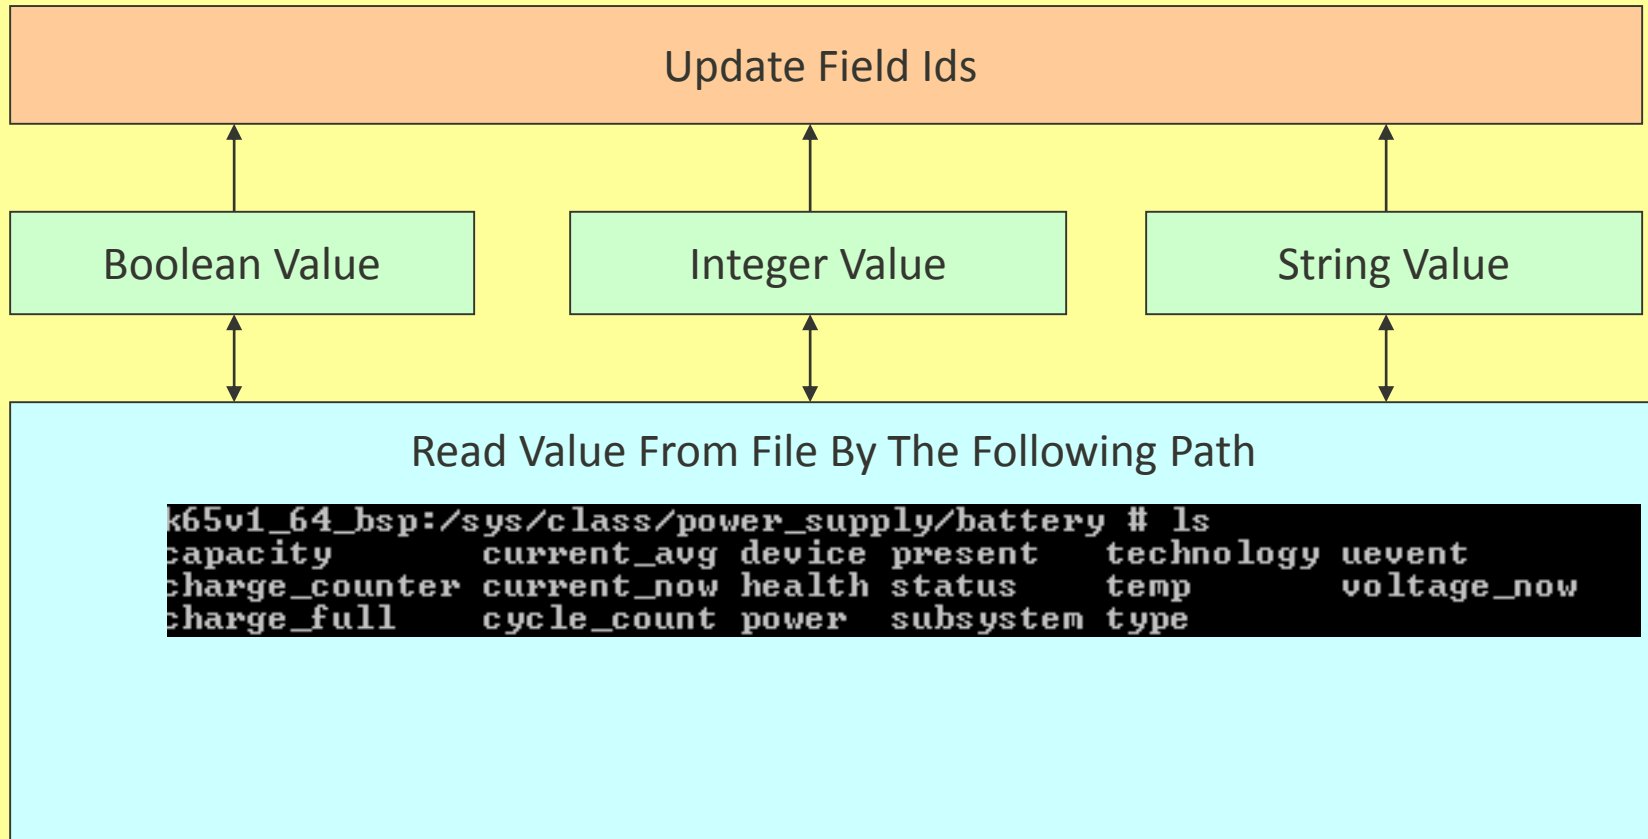 Update Field Ids
Boolean Value Integer Value String Value
Read Value From File By The Following Path
k65v1_64_bsp:/sys/class/power_supply/battery # ls
capacity current_avg device present technology uevent
charge_counter current_now health status temp voltage_now
charge_full cycle_count power subsystem type